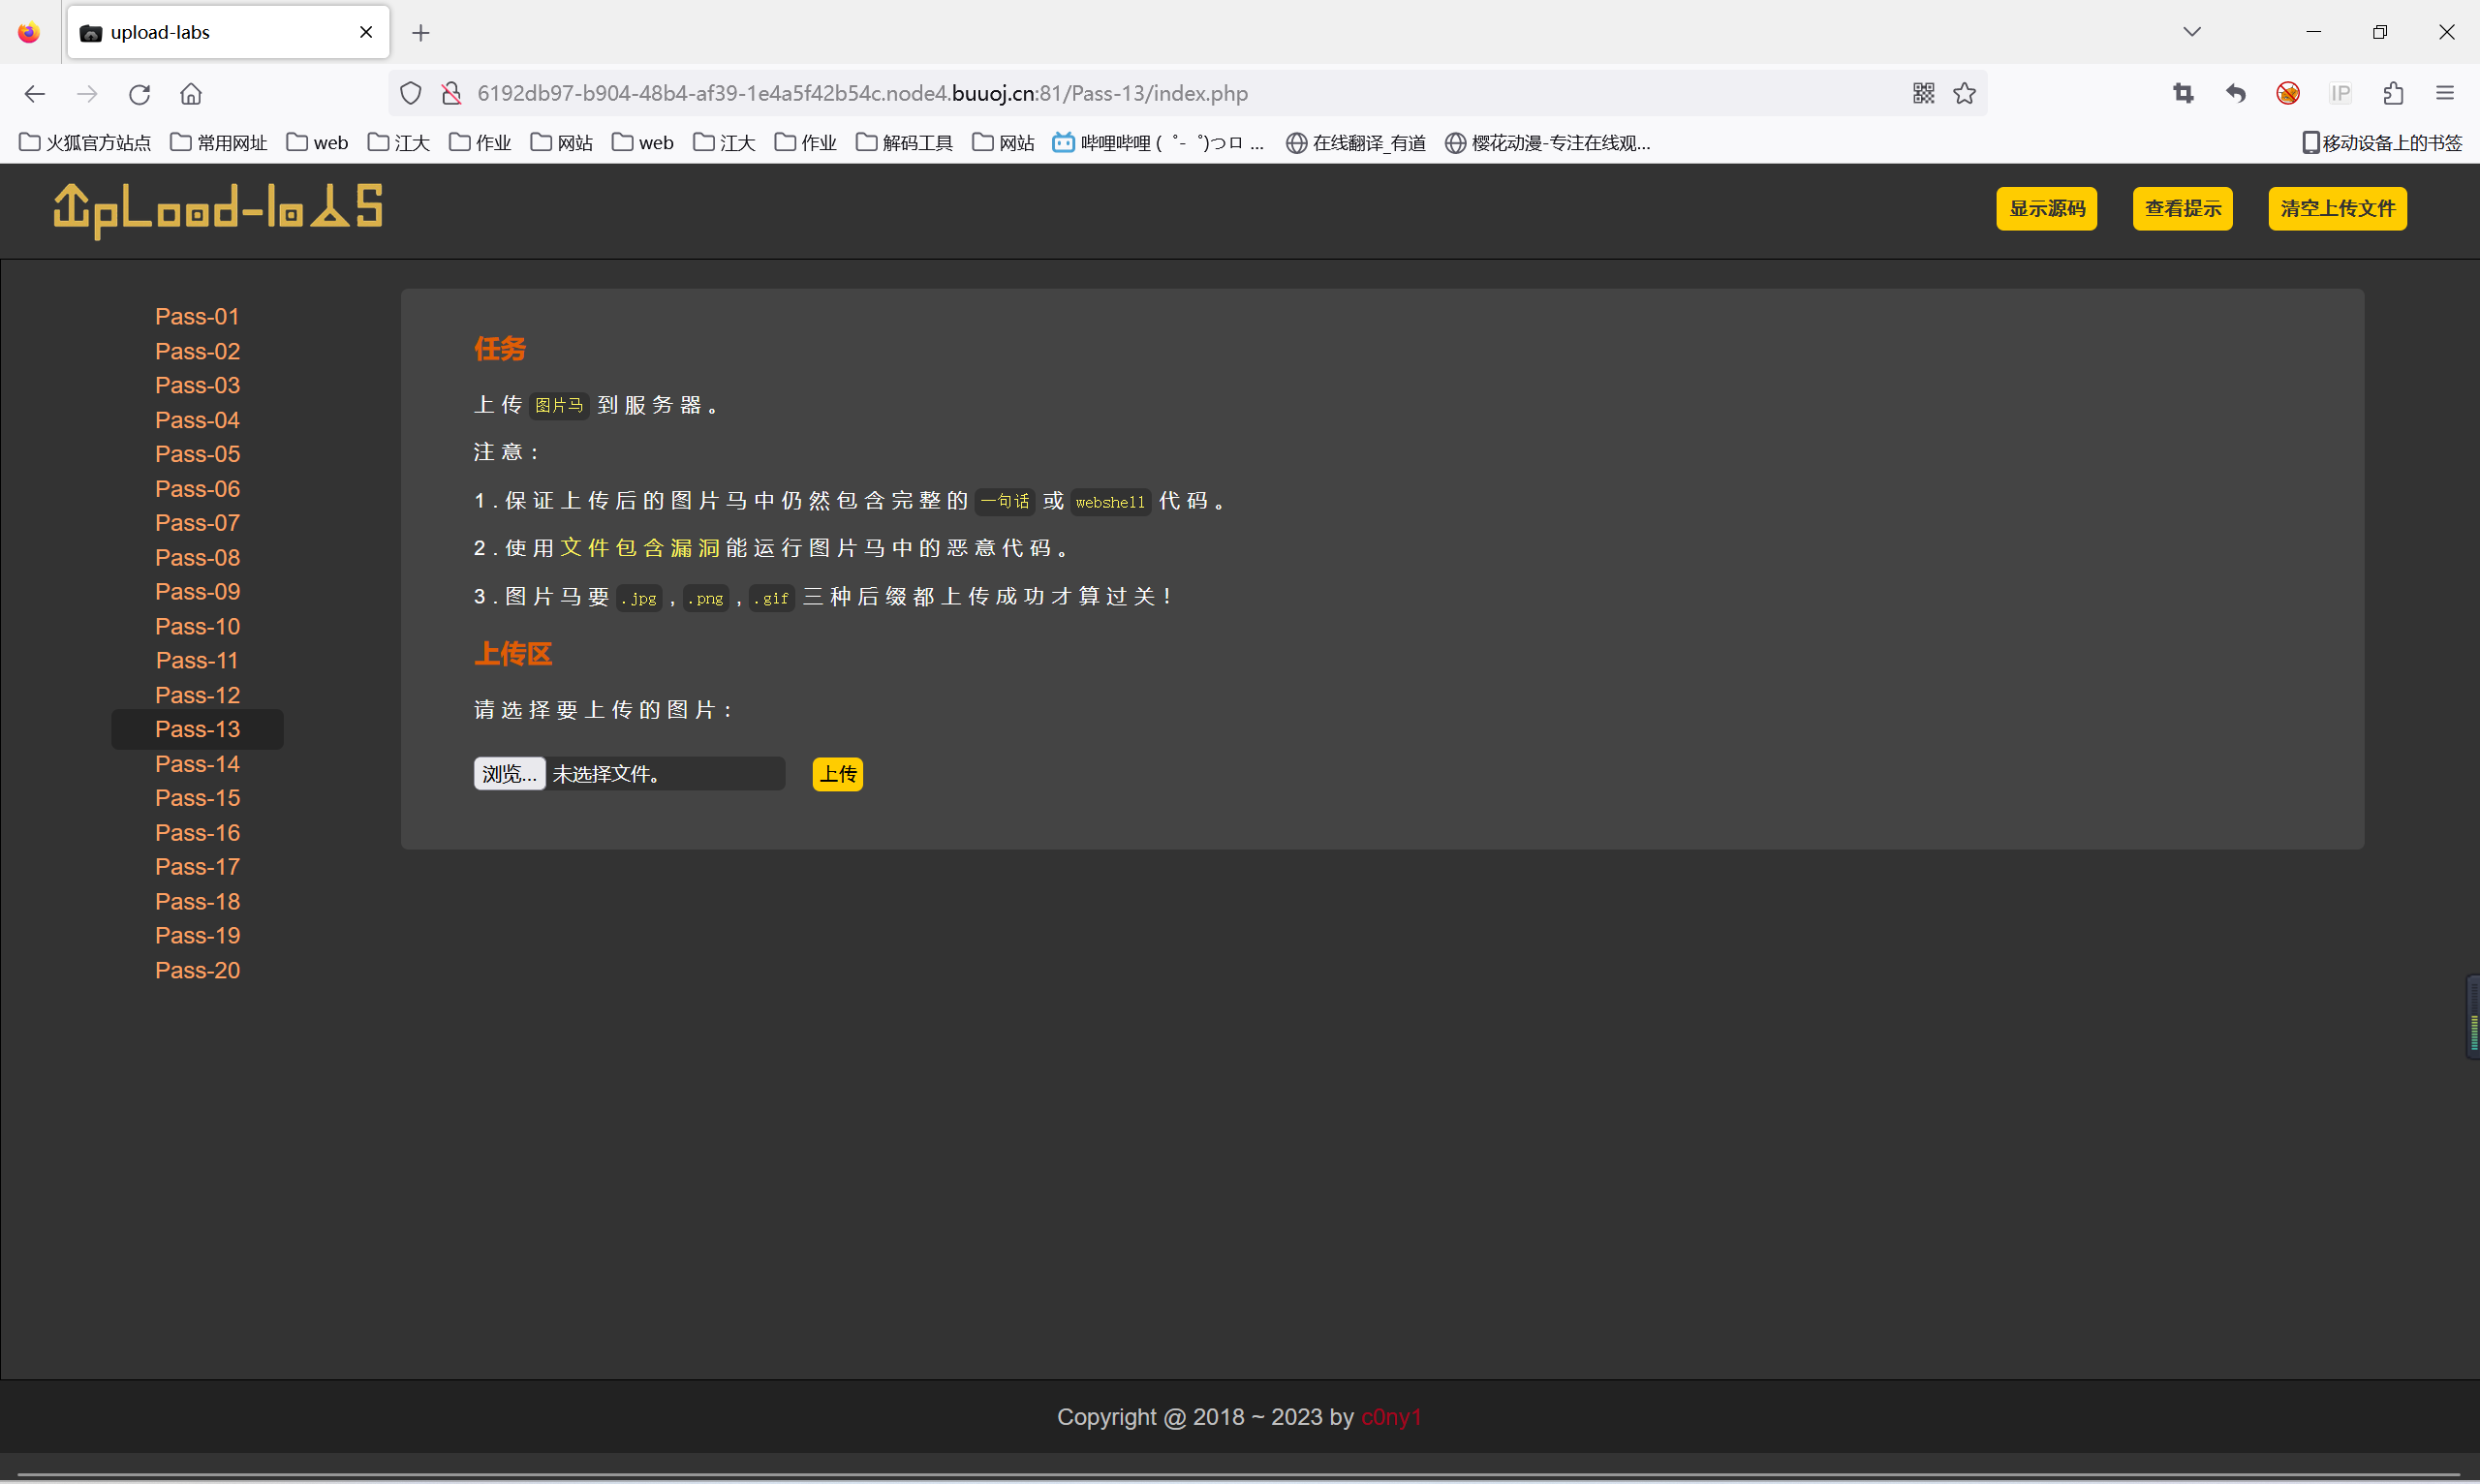 upload-labs
6192db97-b904-48b4-af39-1e4a5f42b54c.node4.buuoj.cn:81/Pass-13/index.php
IP
火狐官方站点 常用网址 web 江大 作业 网站 web 江大 作业 解码工具 网站 哔哩哔哩 (゜-゜)つロ ... 在线翻译_有道 樱花动漫-专注在线观... 移动设备上的书签
UpLoad-labS
显示源码 查看提示 清空上传文件
Pass-01
Pass-02
Pass-03
Pass-04
Pass-05
Pass-06
Pass-07
Pass-08
Pass-09
Pass-10
Pass-11
Pass-12
Pass-13
Pass-14
Pass-15
Pass-16
Pass-17
Pass-18
Pass-19
Pass-20
任务
上传 图片马 到服务器。
注意：
1.保证上传后的图片马中仍然包含完整的 一句话 或 webshell 代码。
2.使用文件包含漏洞能运行图片马中的恶意代码。
3.图片马要 .jpg , .png , .gif 三种后缀都上传成功才算过关！
上传区
请选择要上传的图片：
浏览... 未选择文件。 上传
Copyright @ 2018 ~ 2023 by c0ny1